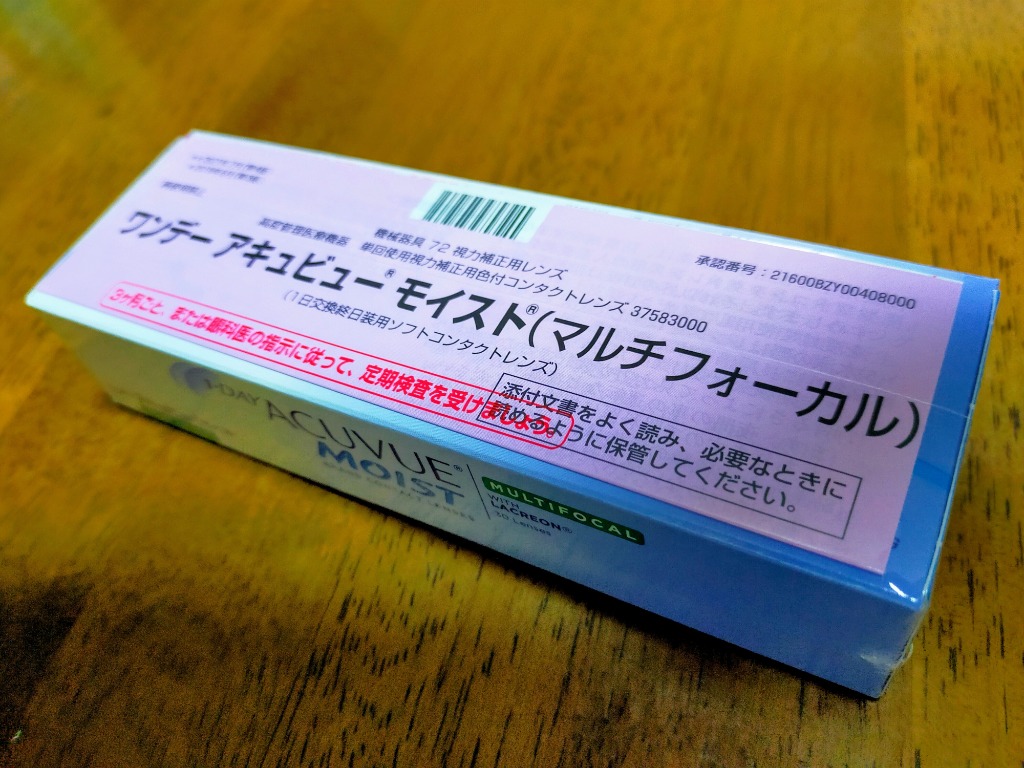 承認番号：21600BZY00408000
機械器具 72 視力補正用レンズ
高度管理医療機器 単回使用視力補正用色付コンタクトレンズ 37583000
ワンデー アキュビュー® モイスト®(マルチフォーカル)
(1日交換終日装用ソフトコンタクトレンズ)
3ヶ月ごと、または眼科医の指示に従って、定期検査を受けましょう。
添付文書をよく読み、必要なときに
読めるように保管してください。
1-DAY ACUVUE®
MOIST
MULTIFOCAL
WITH LACREON®
30 Lenses